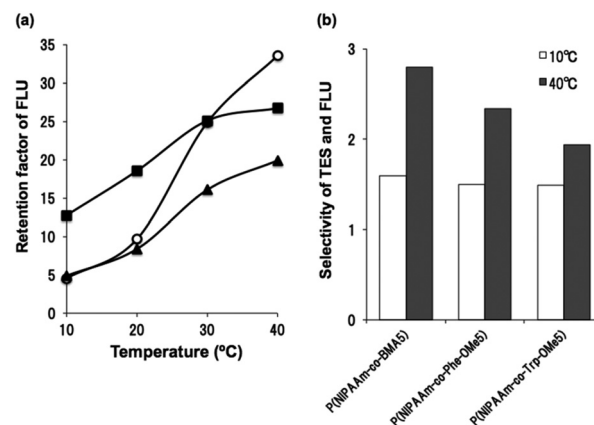 (a)
Retention factor of FLU
35
30
25
20
15
10
5
0
10
20
30
40
Temperature (ºC)
(b)
Selectivity of TES and FLU
3
2
1
0
10ºC
40ºC
P(NIPAAm-co-BMA5)
P(NIPAAm-co-Phe-OMe5)
P(NIPAAm-co-Trp-OMe5)